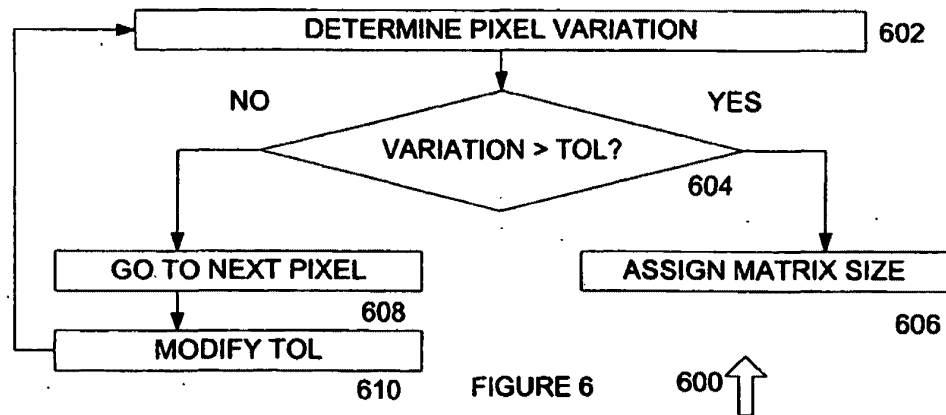 DETERMINE PIXEL VARIATION
602
NO
YES
VARIATION > TOL?
604
GO TO NEXT PIXEL
ASSIGN MATRIX SIZE
608
606
MODIFY TOL
610
FIGURE 6
600